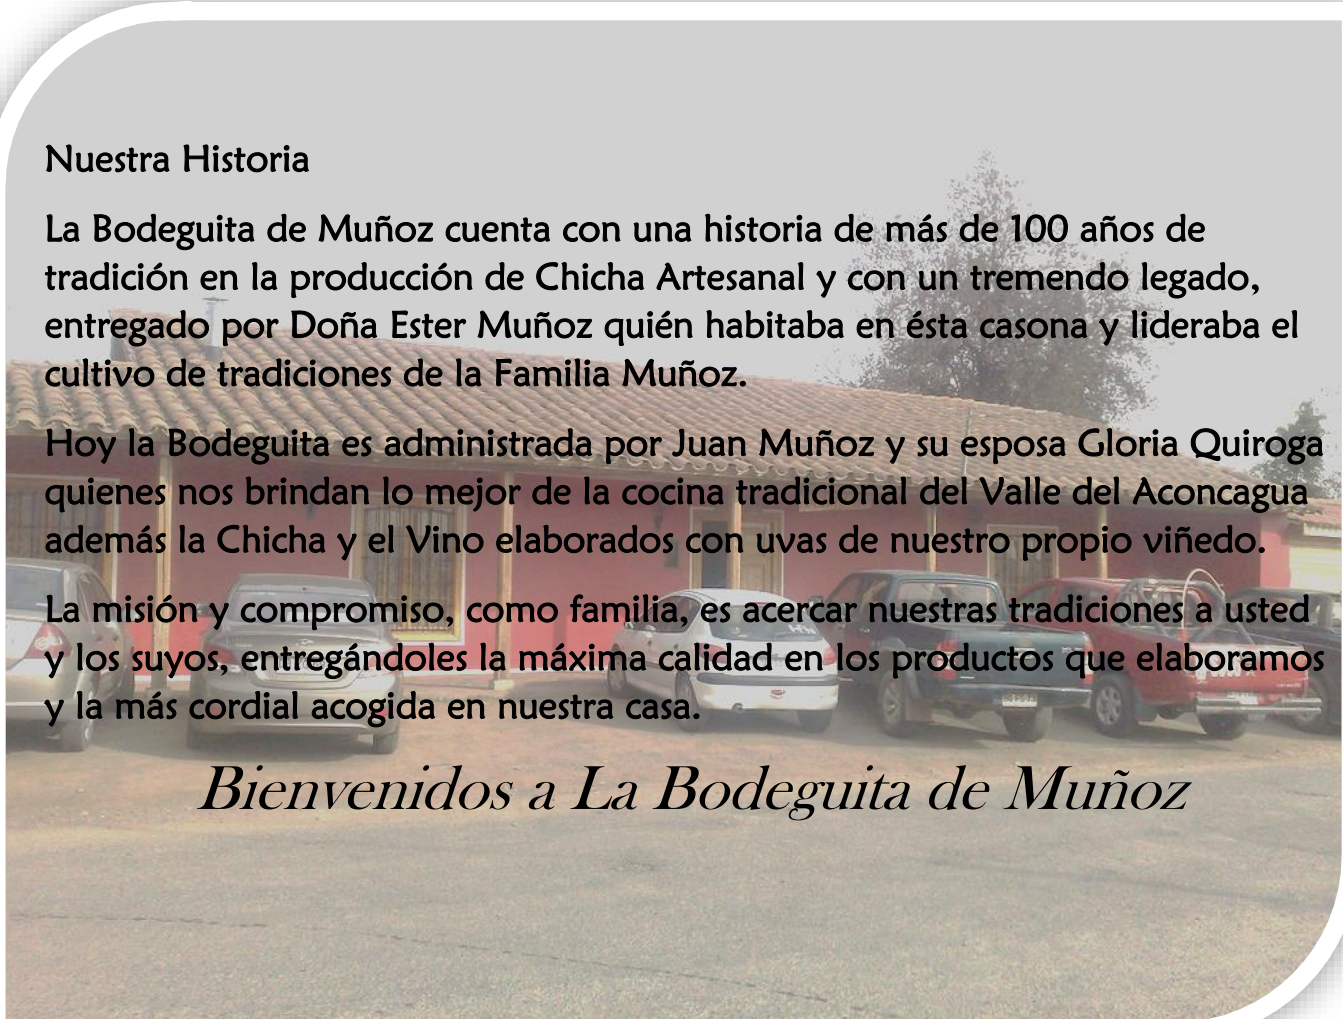 Nuestra Historia
La Bodeguita de Muñoz cuenta con una historia de más de 100 años de
tradición en la producción de Chicha Artesanal y con un tremendo legado,
entregado por Doña Ester Muñoz quién habitaba en ésta casona y lideraba el
cultivo de tradiciones de la Familia Muñoz.
Hoy la Bodeguita es administrada por Juan Muñoz y su esposa Gloria Quiroga
quienes nos brindan lo mejor de la cocina tradicional del Valle del Aconcagua
además la Chicha y el Vino elaborados con uvas de nuestro propio viñedo.
La misión y compromiso, como familia, es acercar nuestras tradiciones a usted
y los suyos, entregándoles la máxima calidad en los productos que elaboramos
y la más cordial acogida en nuestra casa.
Bienvenidos a La Bodeguita de Muñoz